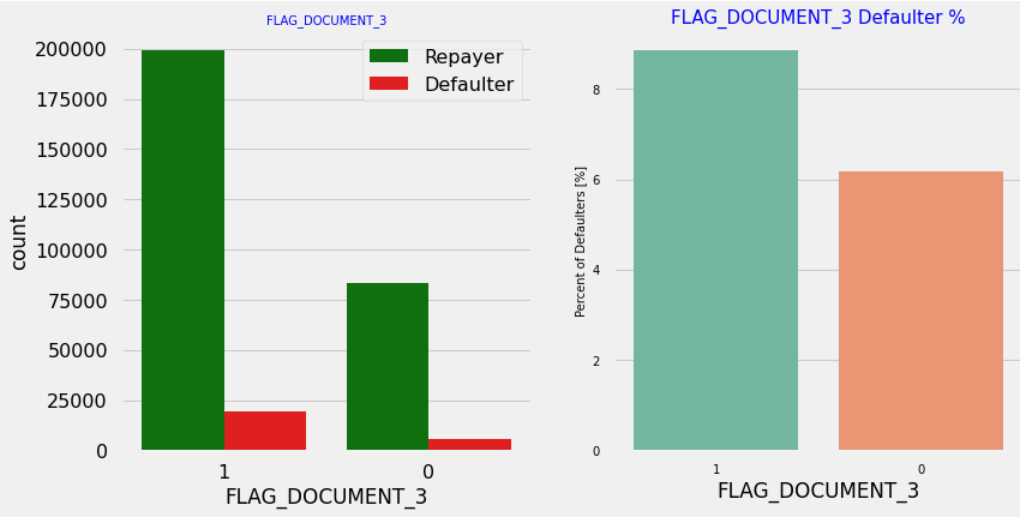 FLAG_DOCUMENT_3
Repayer
Defaulter
200000
175000
150000
125000
100000
75000
50000
25000
0
count
1
0
FLAG_DOCUMENT_3
FLAG_DOCUMENT_3 Defaulter %
8
6
4
2
0
Percent of Defaulters [%]
1
0
FLAG_DOCUMENT_3